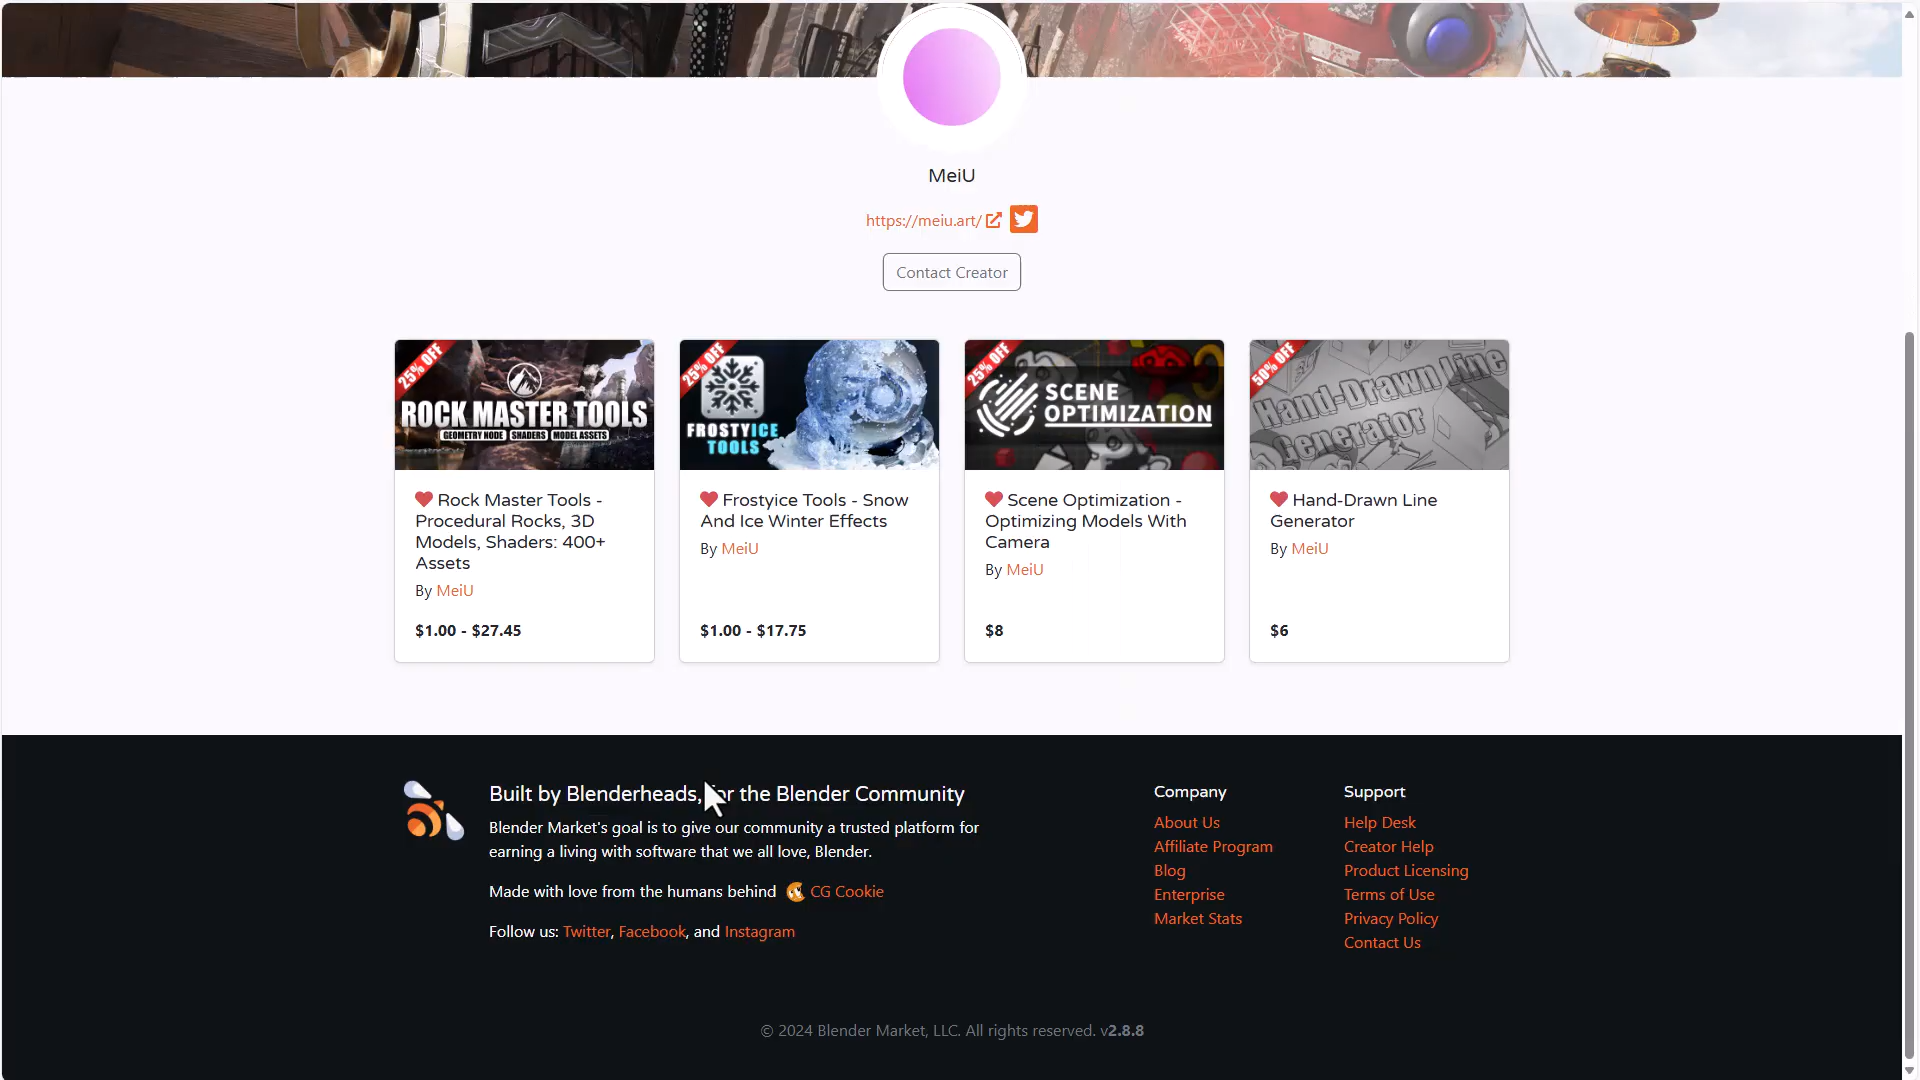 MeiU
https://meiu.art/
Contact Creator
25% OFF
ROCK MASTER TOOLS
GEOMETRY NODE SHADERS MODEL ASSETS
Rock Master Tools -
Procedural Rocks, 3D
Models, Shaders: 400+
Assets
By MeiU
$1.00 - $27.45
25% OFF
FROSTYICE
TOOLS
Frostyice Tools - Snow
And Ice Winter Effects
By MeiU
$1.00 - $17.75
25% OFF
SCENE
OPTIMIZATION
Scene Optimization -
Optimizing Models With
Camera
By MeiU
$8
50% OFF
Hand-Drawn Line
Generator
Hand-Drawn Line
Generator
By MeiU
$6
Built by Blenderheads, for the Blender Community
Blender Market's goal is to give our community a trusted platform for
earning a living with software that we all love, Blender.
Made with love from the humans behind CG Cookie
Follow us: Twitter, Facebook, and Instagram
Company
About Us
Affiliate Program
Blog
Enterprise
Market Stats
Support
Help Desk
Creator Help
Product Licensing
Terms of Use
Privacy Policy
Contact Us
© 2024 Blender Market, LLC. All rights reserved. v2.8.8